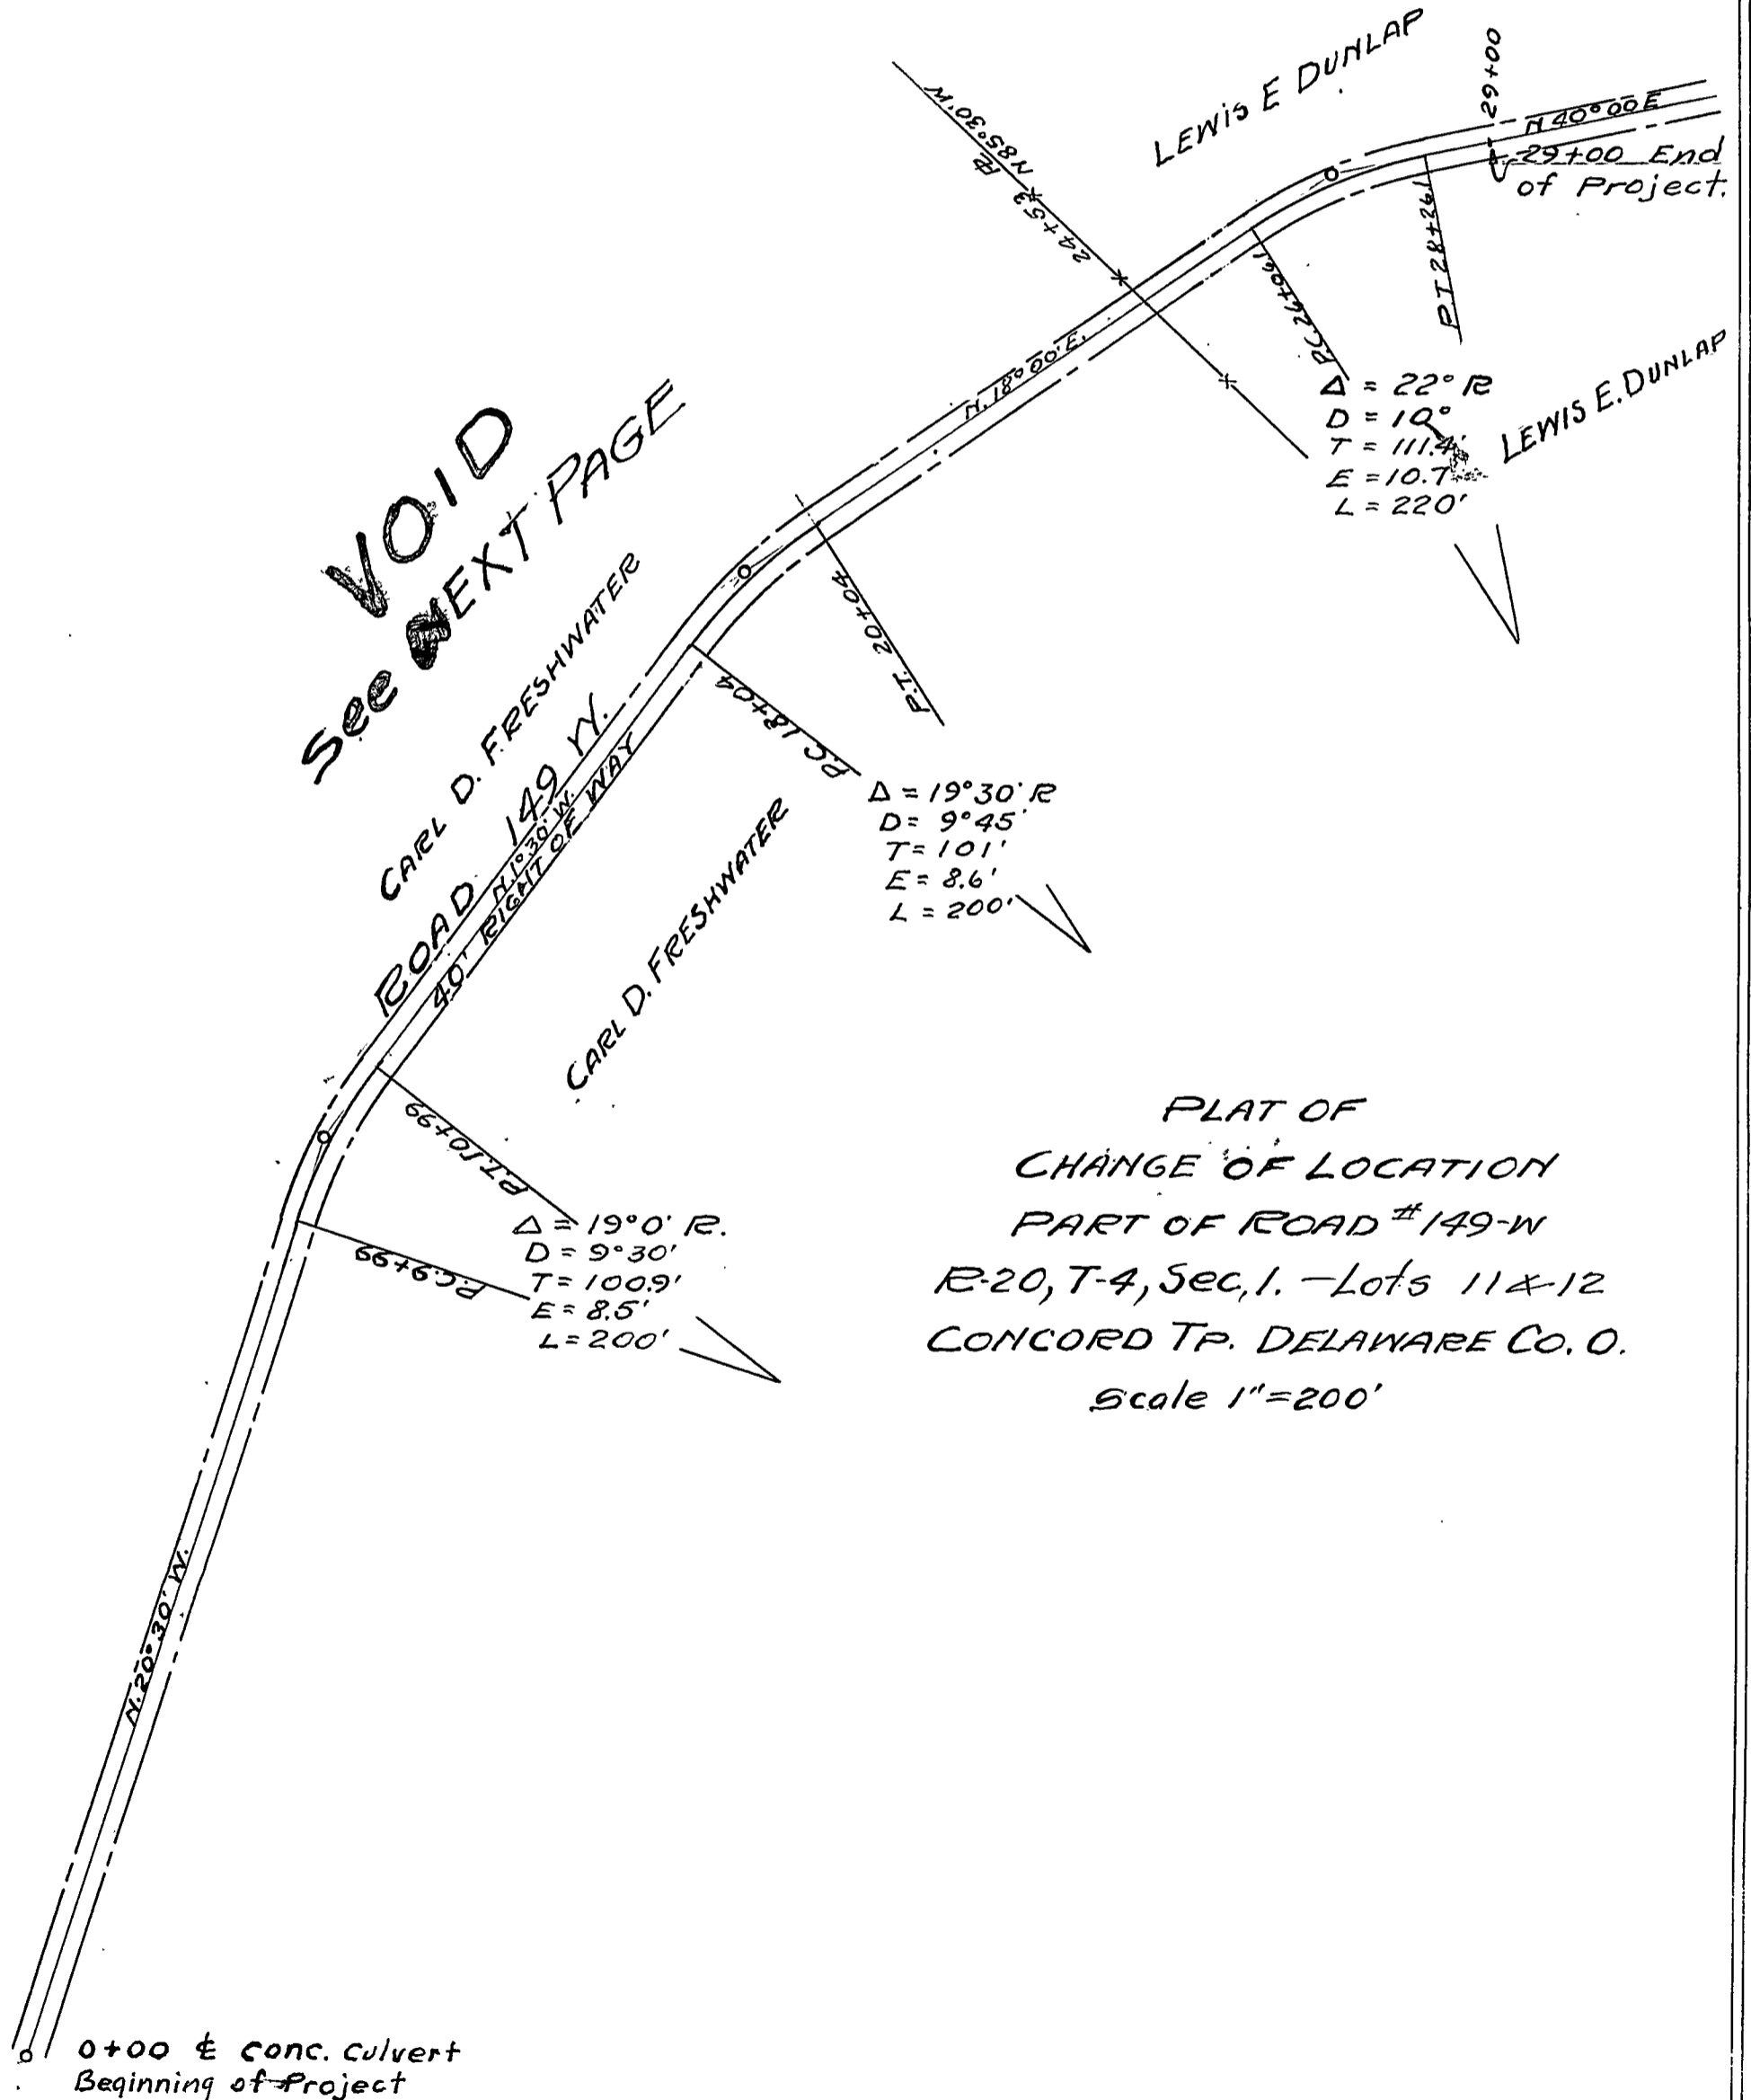 LEWIS E DUNLAP
29+00
N 40° 00 E
29+00 End
of Project.
N 85° 30' W
24+53
P.C. 26+06.1
P.T 28+26.1
N. 18° 00' E.
Δ = 22° R
D = 10°
T = 111.4'
E = 10.7
L = 220'
LEWIS E. DUNLAP
VOID
See NEXT PAGE
CARL D. FRESHWATER
ROAD 149 W.
N. 1° 30' W.
40' RIGHT OF WAY
P.T. 20+04
P.C 18+04
Δ = 19° 30' R
D = 9° 45'
T = 101'
E = 8.6'
L = 200'
CARL D. FRESHWATER
P.T. 10+99
Δ = 19° 0' R.
D = 9° 30'
T = 100.9'
E = 8.5'
L = 200'
P.C. 9+99
PLAT OF
CHANGE OF LOCATION
PART OF ROAD #149-W
R-20, T-4, Sec, 1. - Lots 11 & 12
CONCORD TP. DELAWARE CO. O.
Scale 1" = 200'
N. 20° 30' W.
0+00 ℄ conc. culvert
Beginning of Project